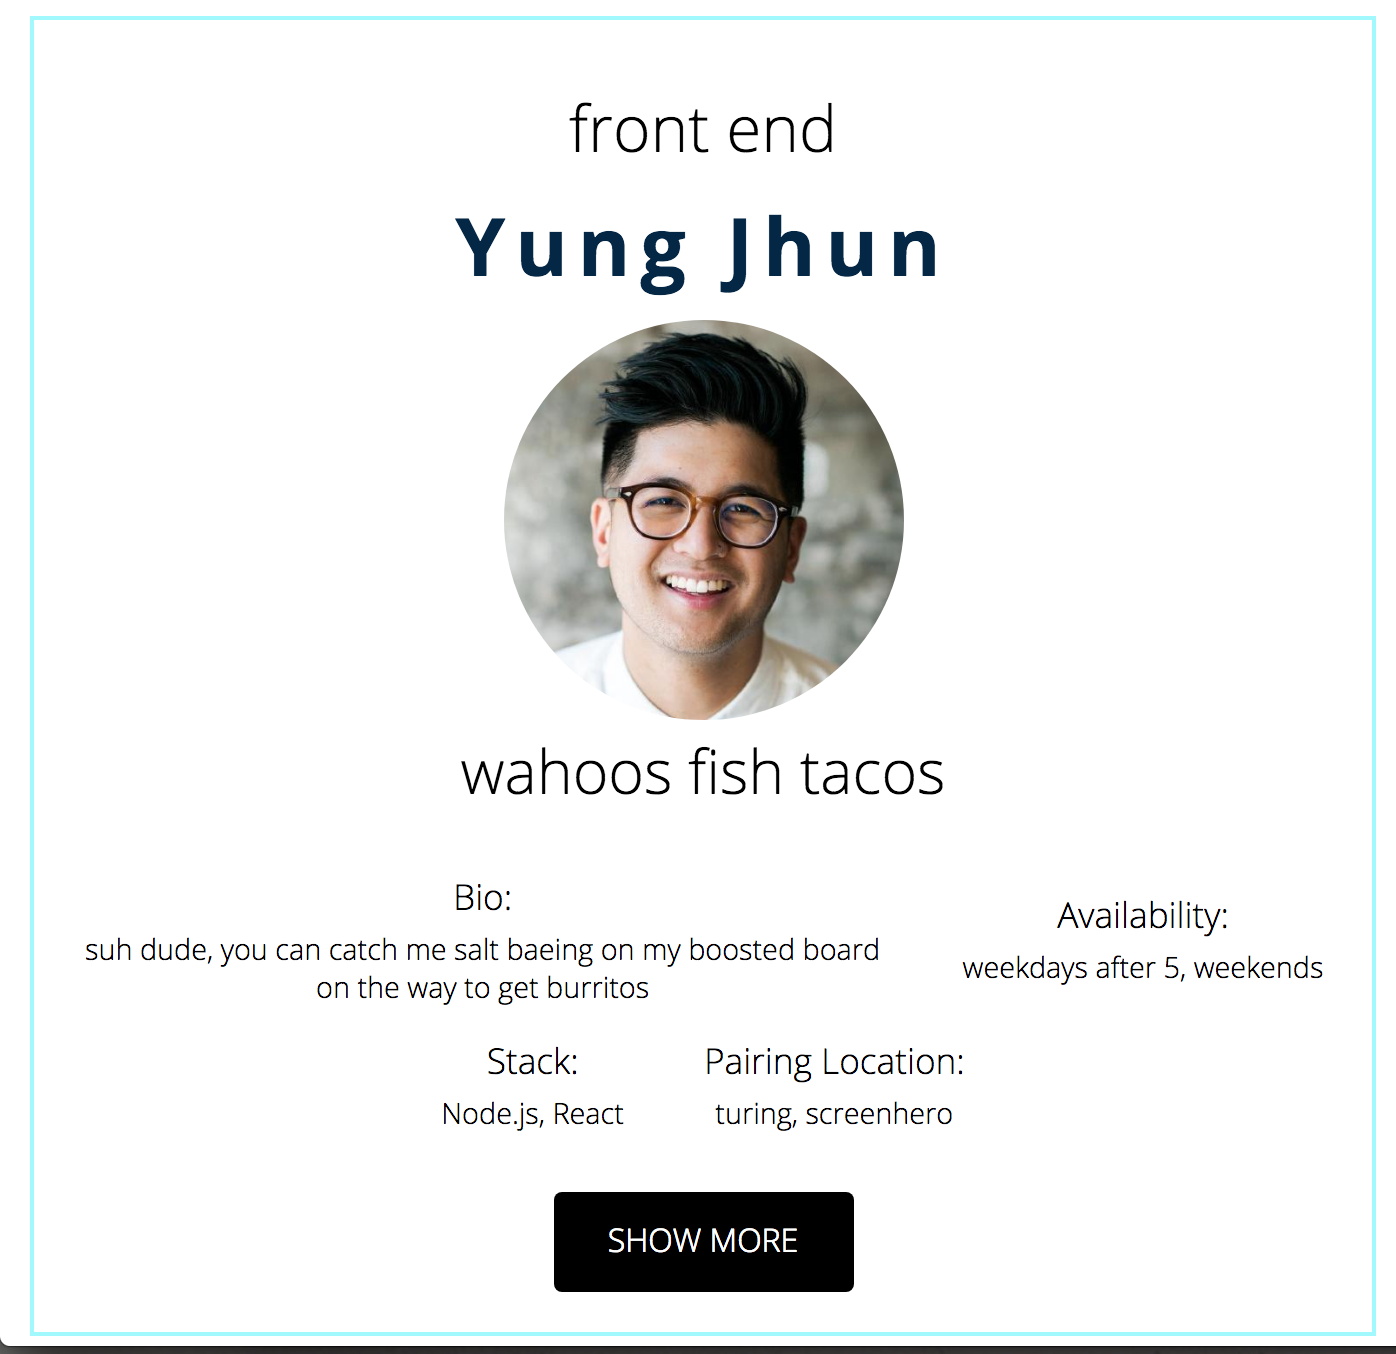 front end
Yung Jhun
wahoos fish tacos
Bio:
suh dude, you can catch me salt baeing on my boosted board
on the way to get burritos
Availability:
weekdays after 5, weekends
Stack:
Node.js, React
Pairing Location:
turing, screenhero
SHOW MORE